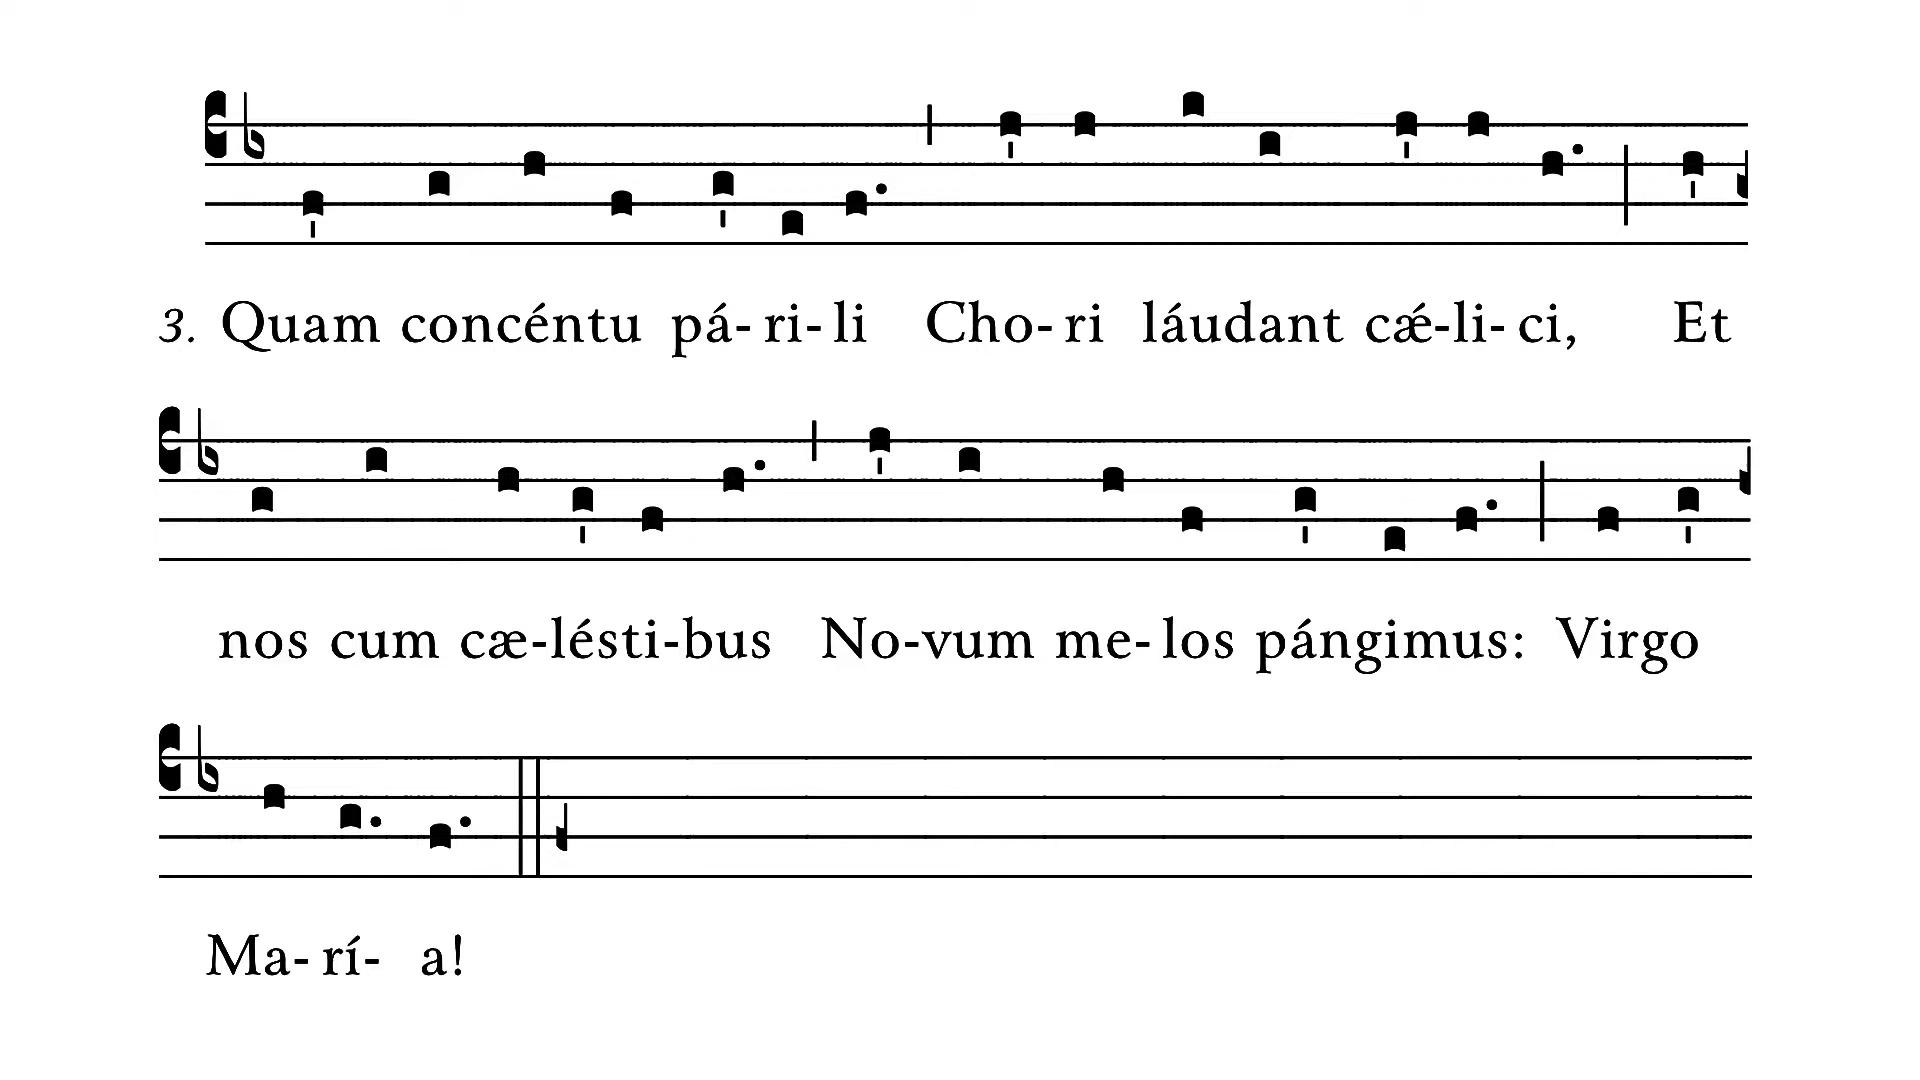 3. Quam concéntu pá- ri- li Cho- ri láudant cǽ-li- ci, Et
nos cum cæ-lésti-bus No-vum me- los pángimus: Virgo
Ma- rí- a!